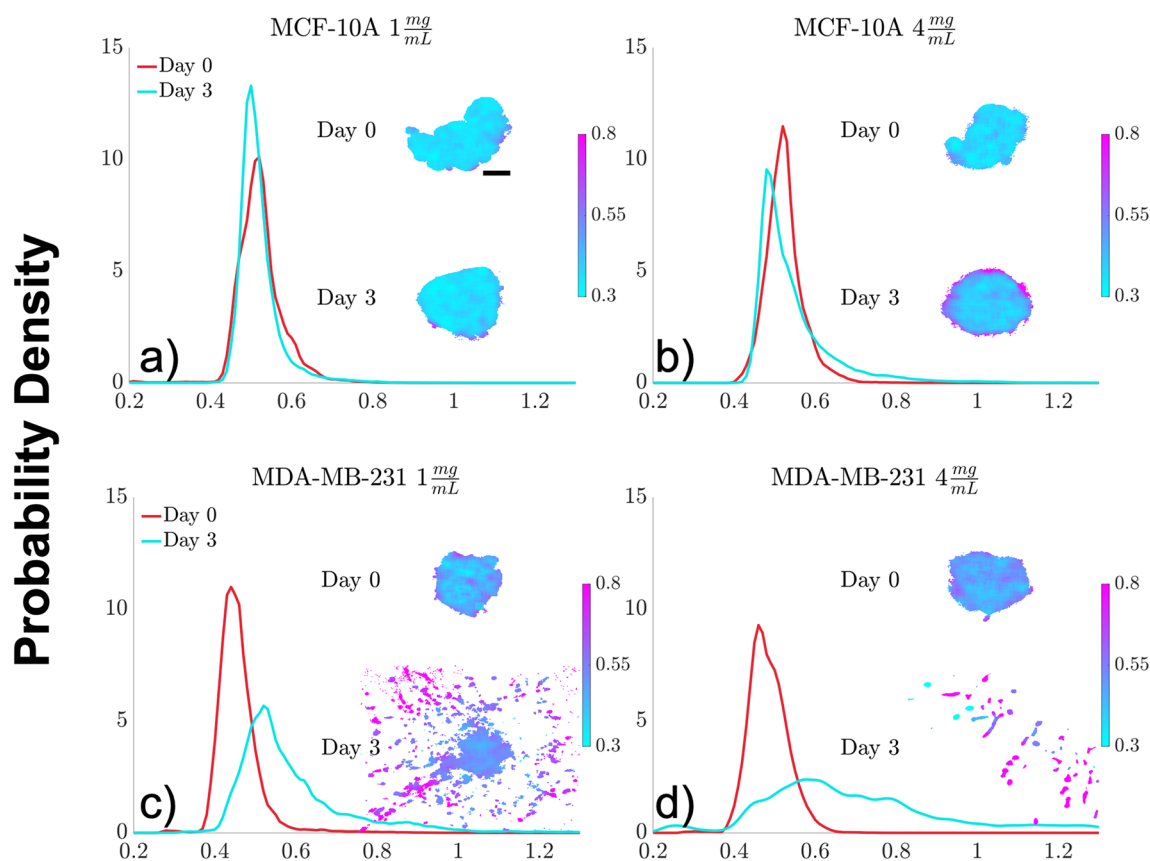 Probability Density
MCF-10A 1 mg/mL
15
10
5
0
Day 0
Day 3
Day 0
Day 3
0.8
0.55
0.3
a)
0.2 0.4 0.6 0.8 1 1.2
MCF-10A 4 mg/mL
15
10
5
0
Day 0
Day 3
0.8
0.55
0.3
b)
0.2 0.4 0.6 0.8 1 1.2
MDA-MB-231 1 mg/mL
15
10
5
0
Day 0
Day 3
Day 0
Day 3
0.8
0.55
0.3
c)
0.2 0.4 0.6 0.8 1 1.2
MDA-MB-231 4 mg/mL
15
10
5
0
Day 0
Day 3
0.8
0.55
0.3
d)
0.2 0.4 0.6 0.8 1 1.2